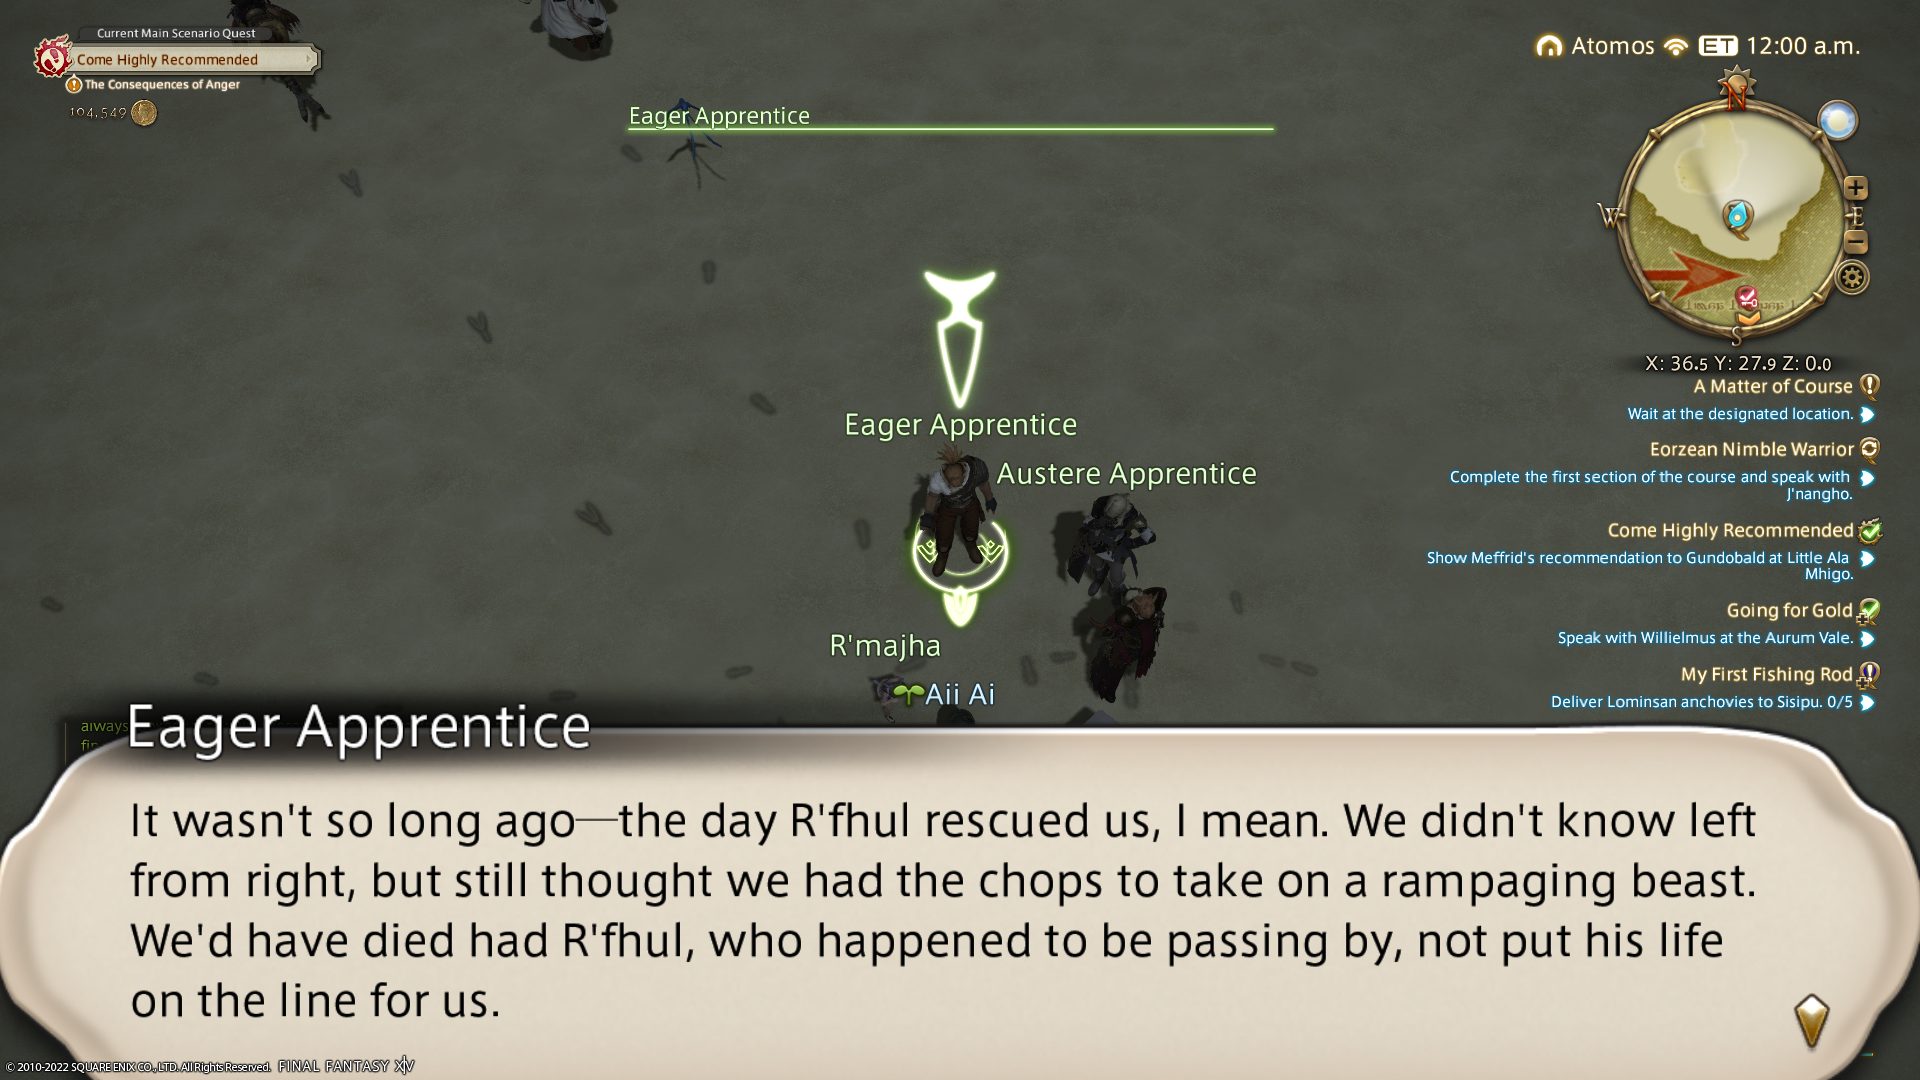 Current Main Scenario Quest
Come Highly Recommended
The Consequences of Anger
104,549
Eager Apprentice
Atomos ET 12:00 a.m.
N
W
E
S
X: 36.5 Y: 27.9 Z: 0.0
A Matter of Course
Wait at the designated location.
Eorzean Nimble Warrior
Complete the first section of the course and speak with
J'nangho.
Come Highly Recommended
Show Meffrid's recommendation to Gundobald at Little Ala
Mhigo.
Going for Gold
Speak with Willielmus at the Aurum Vale.
My First Fishing Rod
Deliver Lominsan anchovies to Sisipu. 0/5
Eager Apprentice
Austere Apprentice
R'majha
Aii Ai
always
Eager Apprentice
It wasn't so long ago—the day R'fhul rescued us, I mean. We didn't know left
from right, but still thought we had the chops to take on a rampaging beast.
We'd have died had R'fhul, who happened to be passing by, not put his life
on the line for us.
© 2010-2022 SQUARE ENIX CO., LTD. All Rights Reserved. FINAL FANTASY XIV